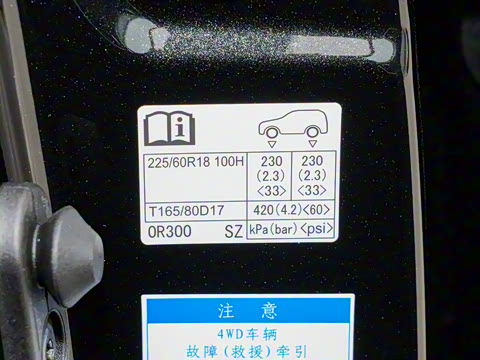 225/60R18 100H 230 230
(2.3) (2.3)
<33> <33>
T165/80D17 420(4.2)<60>
0R300 SZ kPa(bar)<psi>
注 意
4WD车辆
故障(救援)牵引